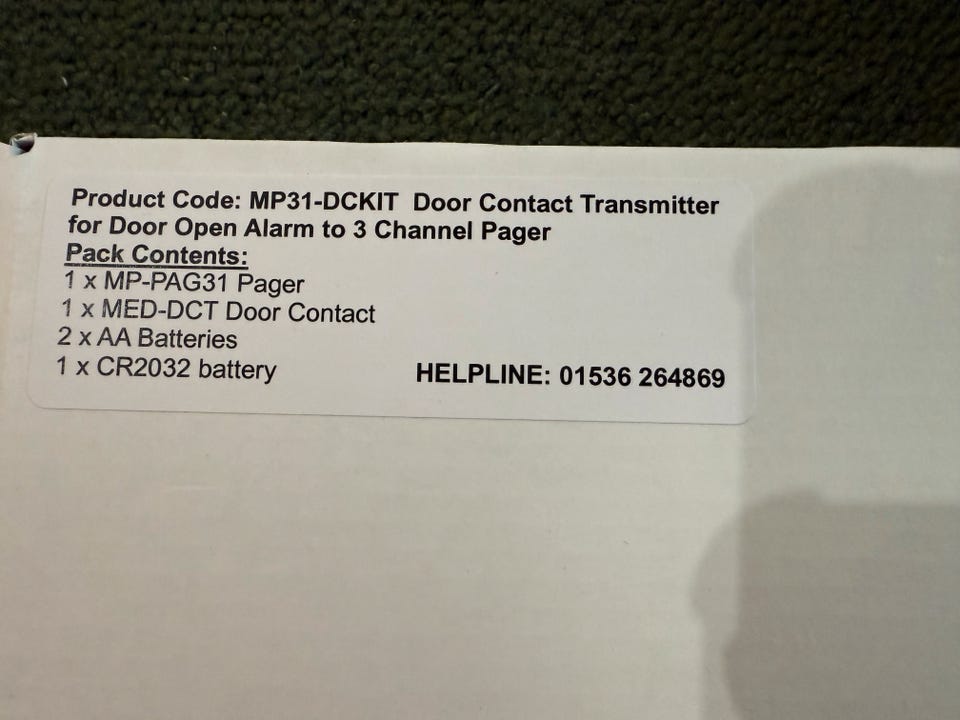 Product Code: MP31-DCKIT Door Contact Transmitter
for Door Open Alarm to 3 Channel Pager
Pack Contents:
1 x MP-PAG31 Pager
1 x MED-DCT Door Contact
2 x AA Batteries
1 x CR2032 battery HELPLINE: 01536 264869